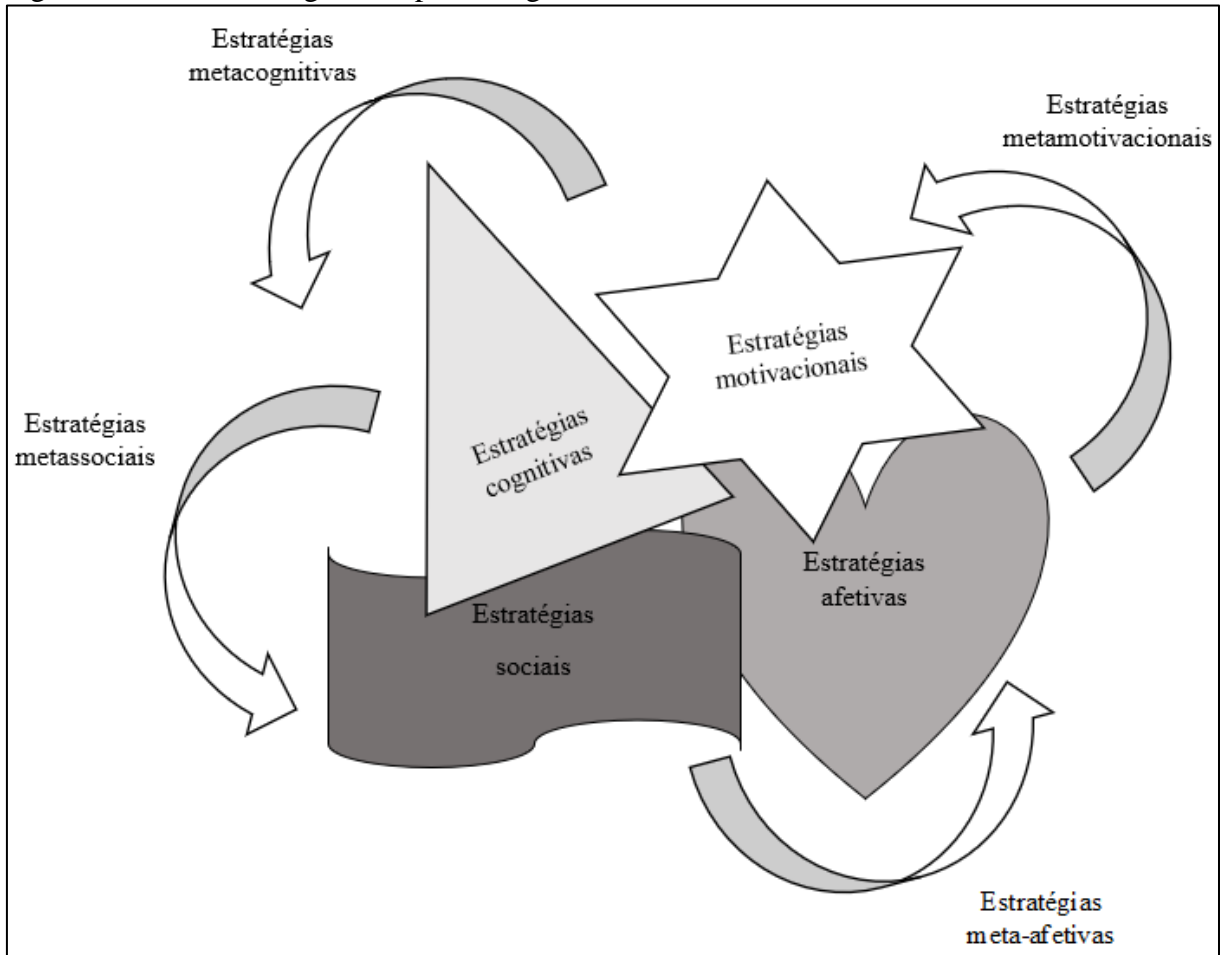 Estratégias
metacognitivas
Estratégias
metamotivacionais
Estratégias
motivacionais
Estratégias
metassociais
Estratégias
cognitivas
Estratégias
afetivas
Estratégias
sociais
Estratégias
meta-afetivas